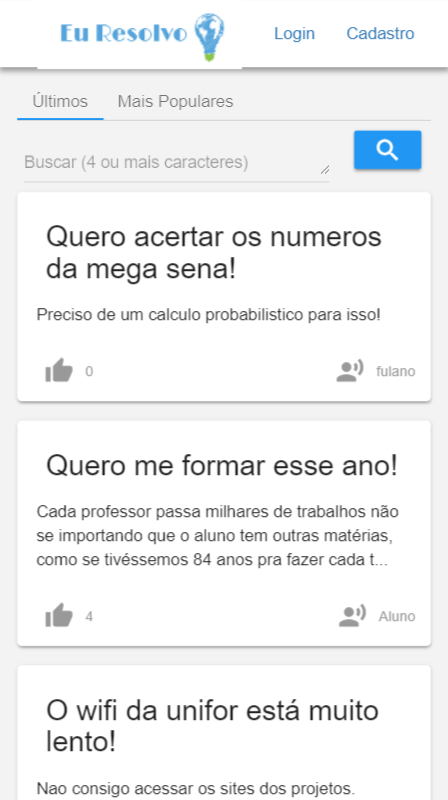 Eu Resolvo
Login
Cadastro
Últimos
Mais Populares
Buscar (4 ou mais caracteres)
Quero acertar os numeros
da mega sena!
Preciso de um calculo probabilistico para isso!
0
fulano
Quero me formar esse ano!
Cada professor passa milhares de trabalhos não
se importando que o aluno tem outras matérias,
como se tivéssemos 84 anos pra fazer cada t...
4
Aluno
O wifi da unifor está muito
lento!
Nao consigo acessar os sites dos projetos.